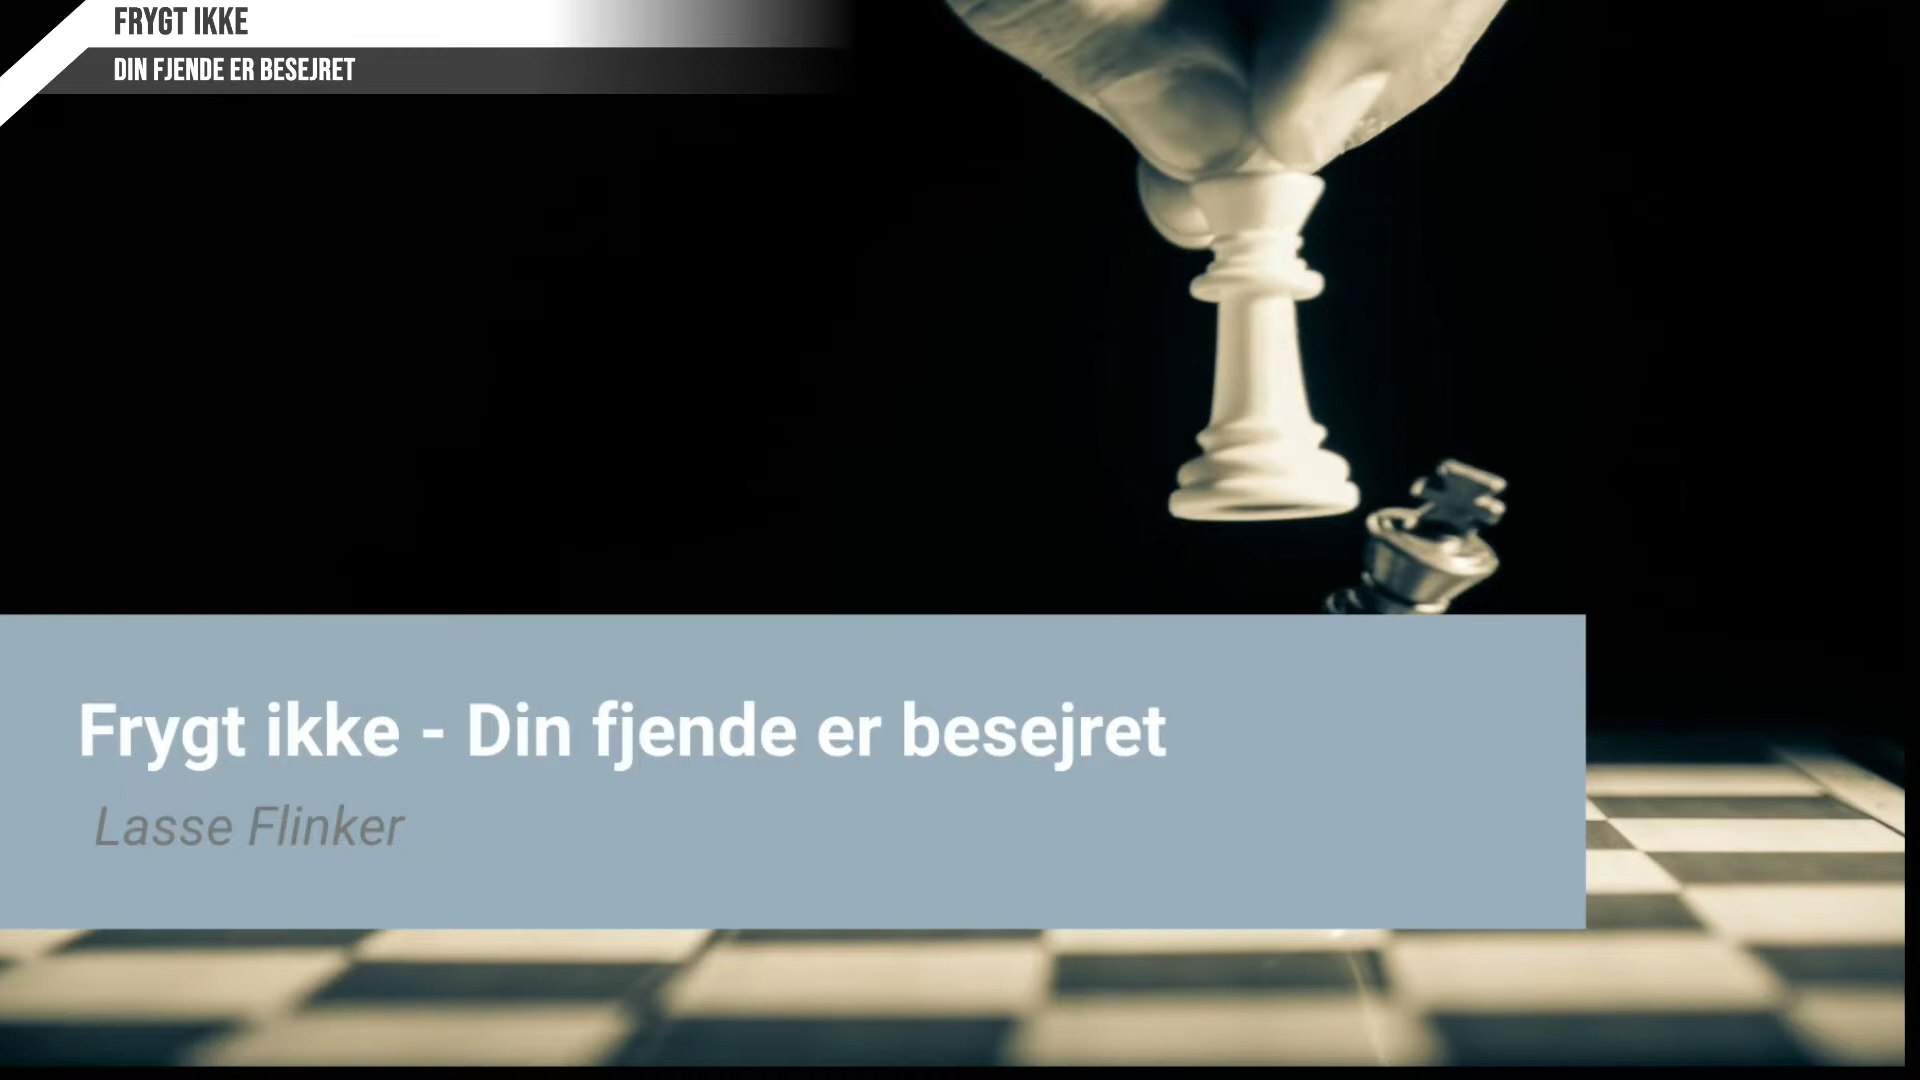 FRYGT IKKE
DIN FJENDE ER BESEJRET
Frygt ikke - Din fjende er besejret
Lasse Flinker